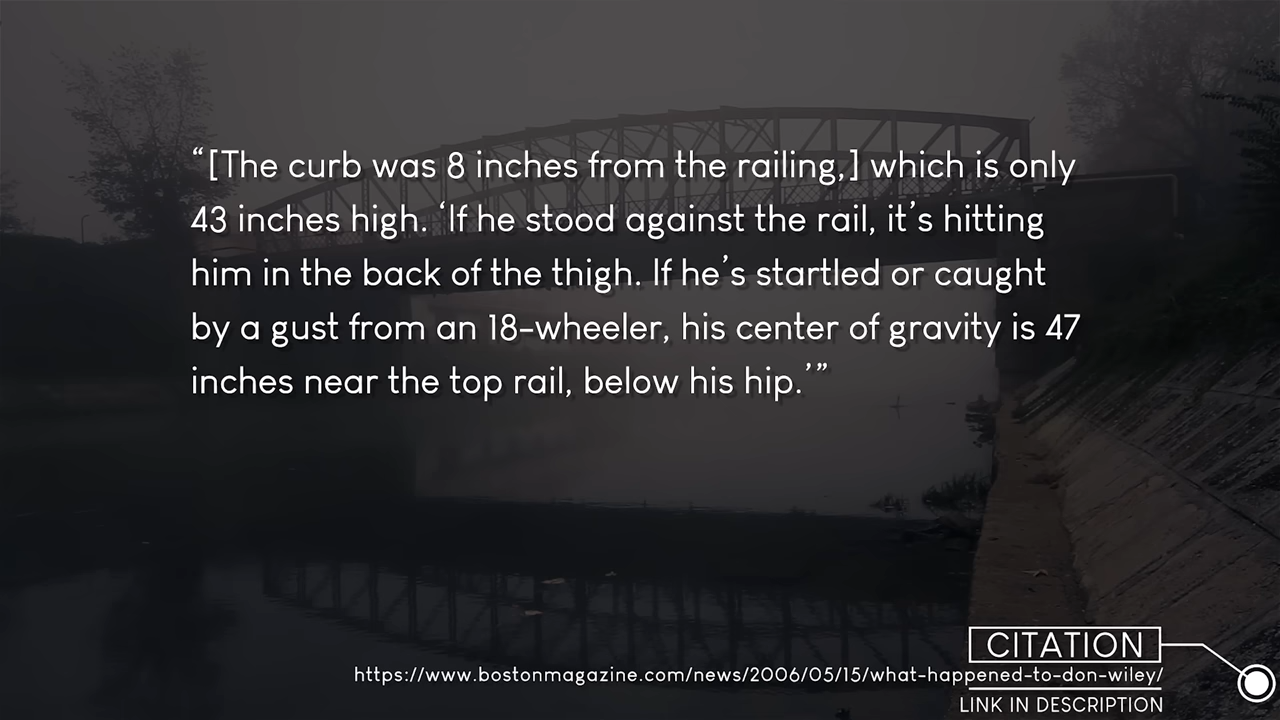 “[The curb was 8 inches from the railing,] which is only
43 inches high. ‘If he stood against the rail, it’s hitting
him in the back of the thigh. If he’s startled or caught
by a gust from an 18-wheeler, his center of gravity is 47
inches near the top rail, below his hip.’”
CITATION
https://www.bostonmagazine.com/news/2006/05/15/what-happened-to-don-wiley/
LINK IN DESCRIPTION